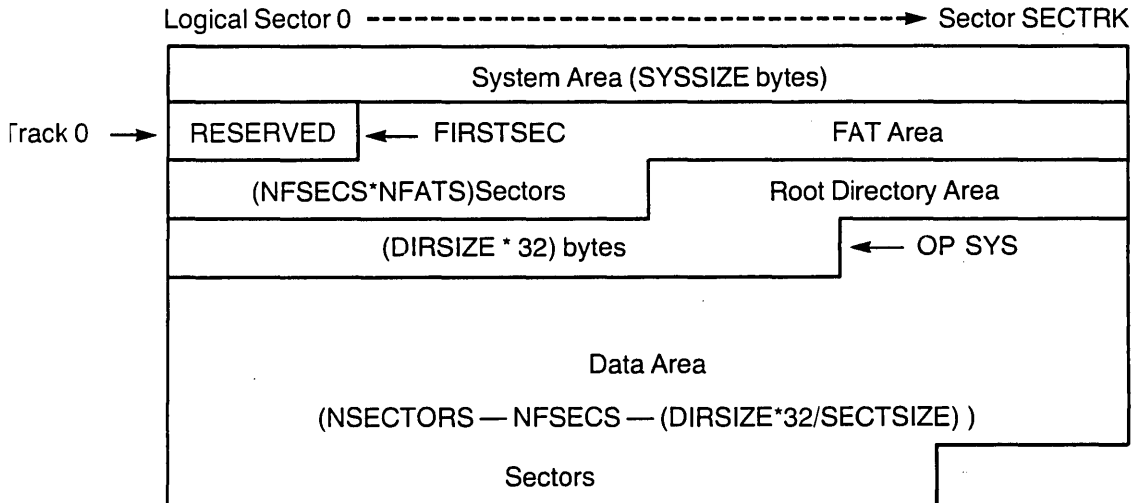 Logical Sector 0 Sector SECTRK
System Area (SYSSIZE bytes)
Track 0 RESERVED FIRSTSEC FAT Area
(NFSECS*NFATS)Sectors Root Directory Area
(DIRSIZE * 32) bytes OP SYS
Data Area
(NSECTORS — NFSECS — (DIRSIZE*32/SECTSIZE) )
Sectors